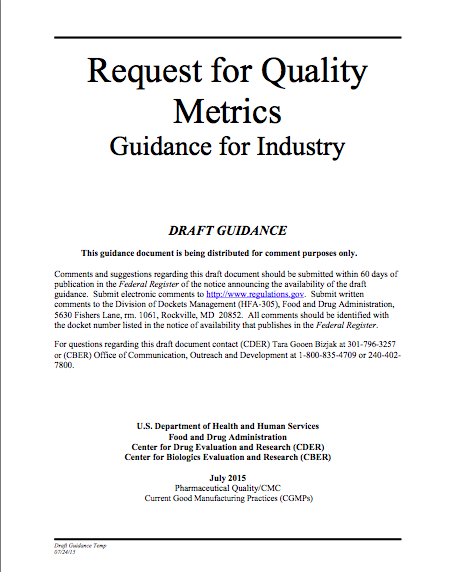 Request for Quality
Metrics
Guidance for Industry
DRAFT GUIDANCE
This guidance document is being distributed for comment purposes only.
Comments and suggestions regarding this draft document should be submitted within 60 days of
publication in the Federal Register of the notice announcing the availability of the draft
guidance. Submit electronic comments to http://www.regulations.gov. Submit written
comments to the Division of Dockets Management (HFA-305), Food and Drug Administration,
5630 Fishers Lane, rm. 1061, Rockville, MD 20852. All comments should be identified with
the docket number listed in the notice of availability that publishes in the Federal Register.
For questions regarding this draft document contact (CDER) Tara Gooen Bizjak at 301-796-3257
or (CBER) Office of Communication, Outreach and Development at 1-800-835-4709 or 240-402-
7800.
U.S. Department of Health and Human Services
Food and Drug Administration
Center for Drug Evaluation and Research (CDER)
Center for Biologics Evaluation and Research (CBER)
July 2015
Pharmaceutical Quality/CMC
Current Good Manufacturing Practices (CGMPs)
Draft Guidance Temp
07/24/15